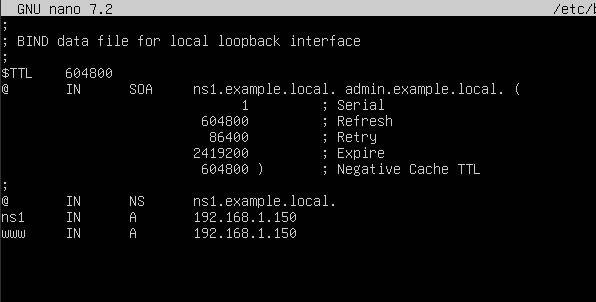 GNU nano 7.2 /etc/b
;
; BIND data file for local loopback interface
;
$TTL 604800
@ IN SOA ns1.example.local. admin.example.local. (
1 ; Serial
604800 ; Refresh
86400 ; Retry
2419200 ; Expire
604800 ) ; Negative Cache TTL
;
@ IN NS ns1.example.local.
ns1 IN A 192.168.1.150
www IN A 192.168.1.150